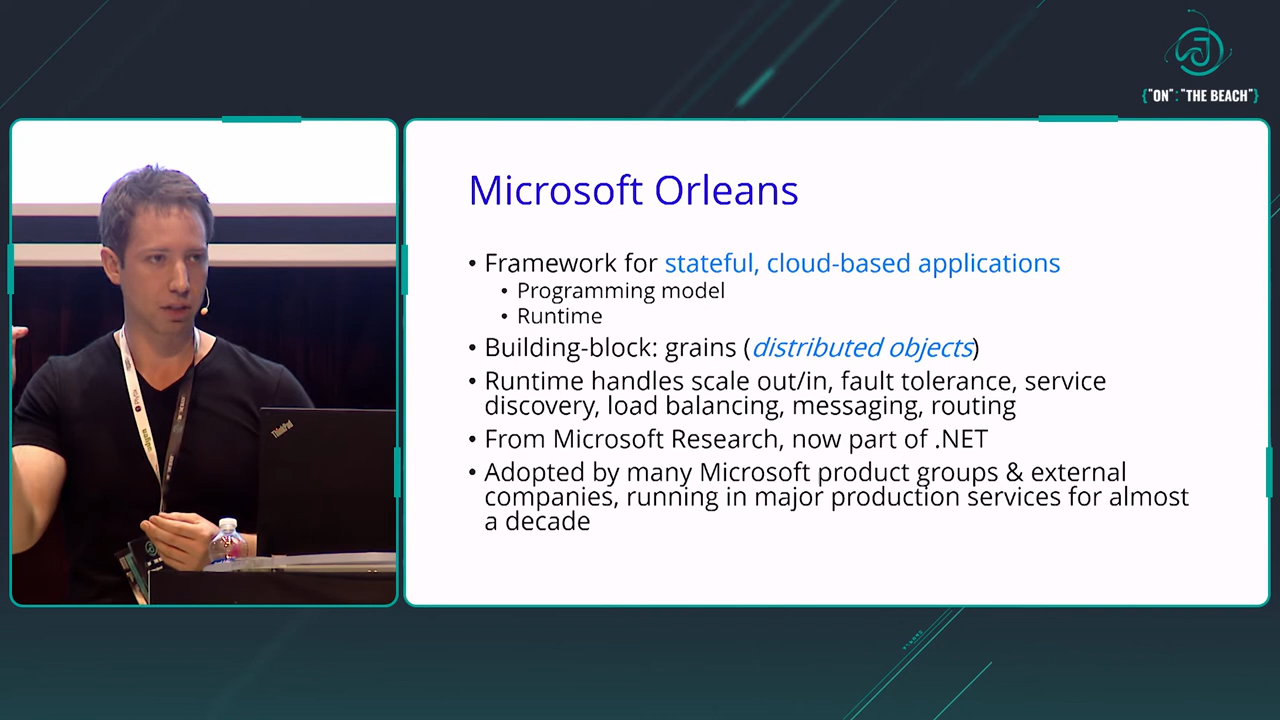 {"ON":"THE BEACH"}
Microsoft Orleans
• Framework for stateful, cloud-based applications
• Programming model
• Runtime
• Building-block: grains (distributed objects)
• Runtime handles scale out/in, fault tolerance, service
discovery, load balancing, messaging, routing
• From Microsoft Research, now part of .NET
• Adopted by many Microsoft product groups & external
companies, running in major production services for almost
a decade
ThinkPad